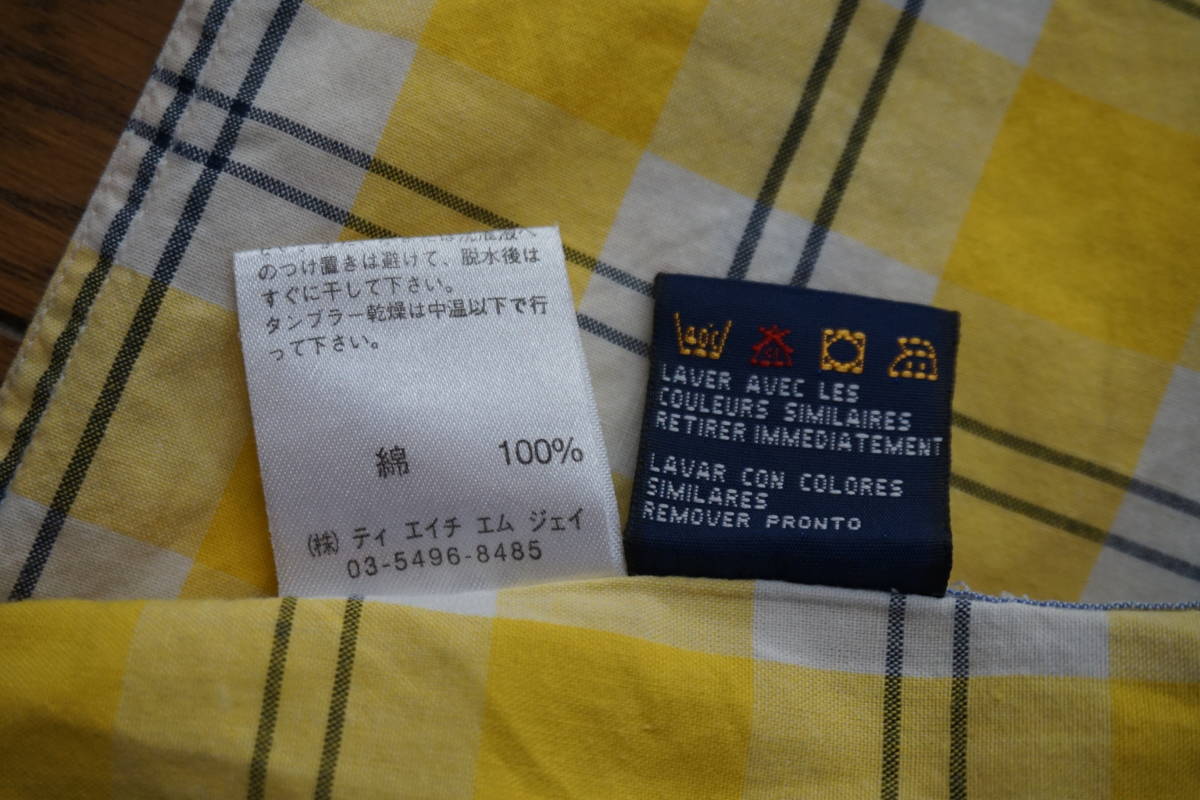 のつけ置きは避けて、脱水後は
すぐに干して下さい。
タンブラー乾燥は中温以下で行
って下さい。
綿 100%
(株) ティ エイチ エム ジェイ
03-5496-8485
40°C
CL
LAVER AVEC LES
COULEURS SIMILAIRES
RETIRER IMMEDIATEMENT
LAVAR CON COLORES
SIMILARES
REMOVER PRONTO